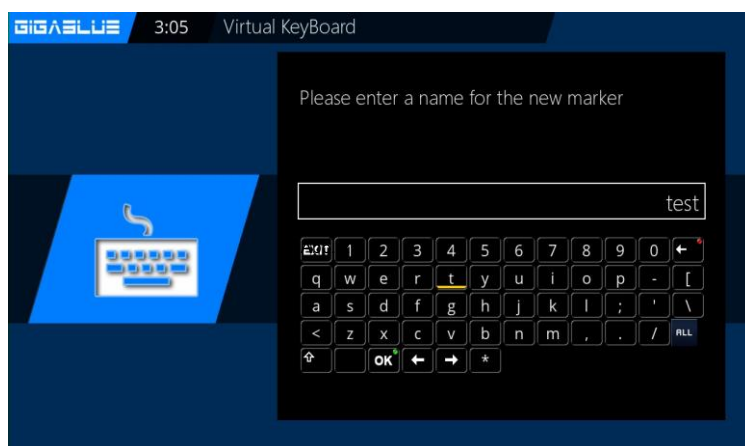 GIGABLUE 3:05 Virtual KeyBoard
Please enter a name for the new marker
test
EXIT 1 2 3 4 5 6 7 8 9 0 ←
q w e r t y u i o p - [
a s d f g h j k l ; ' \
< z x c v b n m , . / ALL
⇧ OK ← → *